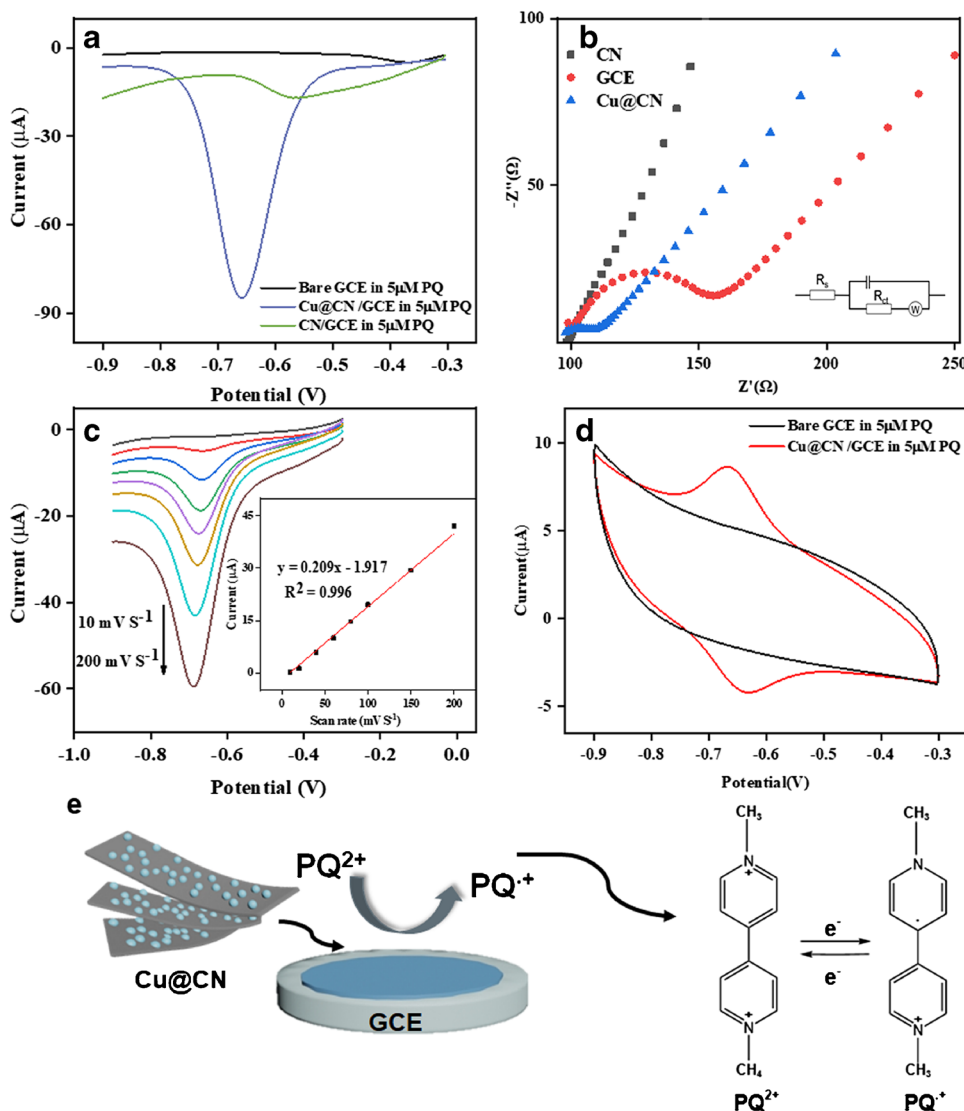 a
Current (μA)
0
-30
-60
-90
Bare GCE in 5μM PQ
Cu@CN /GCE in 5μM PQ
CN/GCE in 5μM PQ
-0.9 -0.8 -0.7 -0.6 -0.5 -0.4 -0.3
Potential (V)
b
-Z"(Ω)
100
50
CN
GCE
Cu@CN
Rs
Rct
W
100 150 200 250
Z'(Ω)
c
Current (μA)
0
-20
-40
-60
10 mV S-1
200 mV S-1
Current (μA)
45
30
15
0
y = 0.209x - 1.917
R2 = 0.996
0 50 100 150 200
Scan rate (mV S-1)
-1.0 -0.8 -0.6 -0.4 -0.2 0.0
Potential (V)
d
Current(μA)
10
5
0
-5
Bare GCE in 5μM PQ
Cu@CN /GCE in 5μM PQ
-0.9 -0.8 -0.7 -0.6 -0.5 -0.4 -0.3
Potential(V)
e
Cu@CN
PQ2+
PQ·+
GCE
CH3
N
+
N
+
CH4
PQ2+
e-
e-
CH3
N
·
N
+
CH3
PQ·+